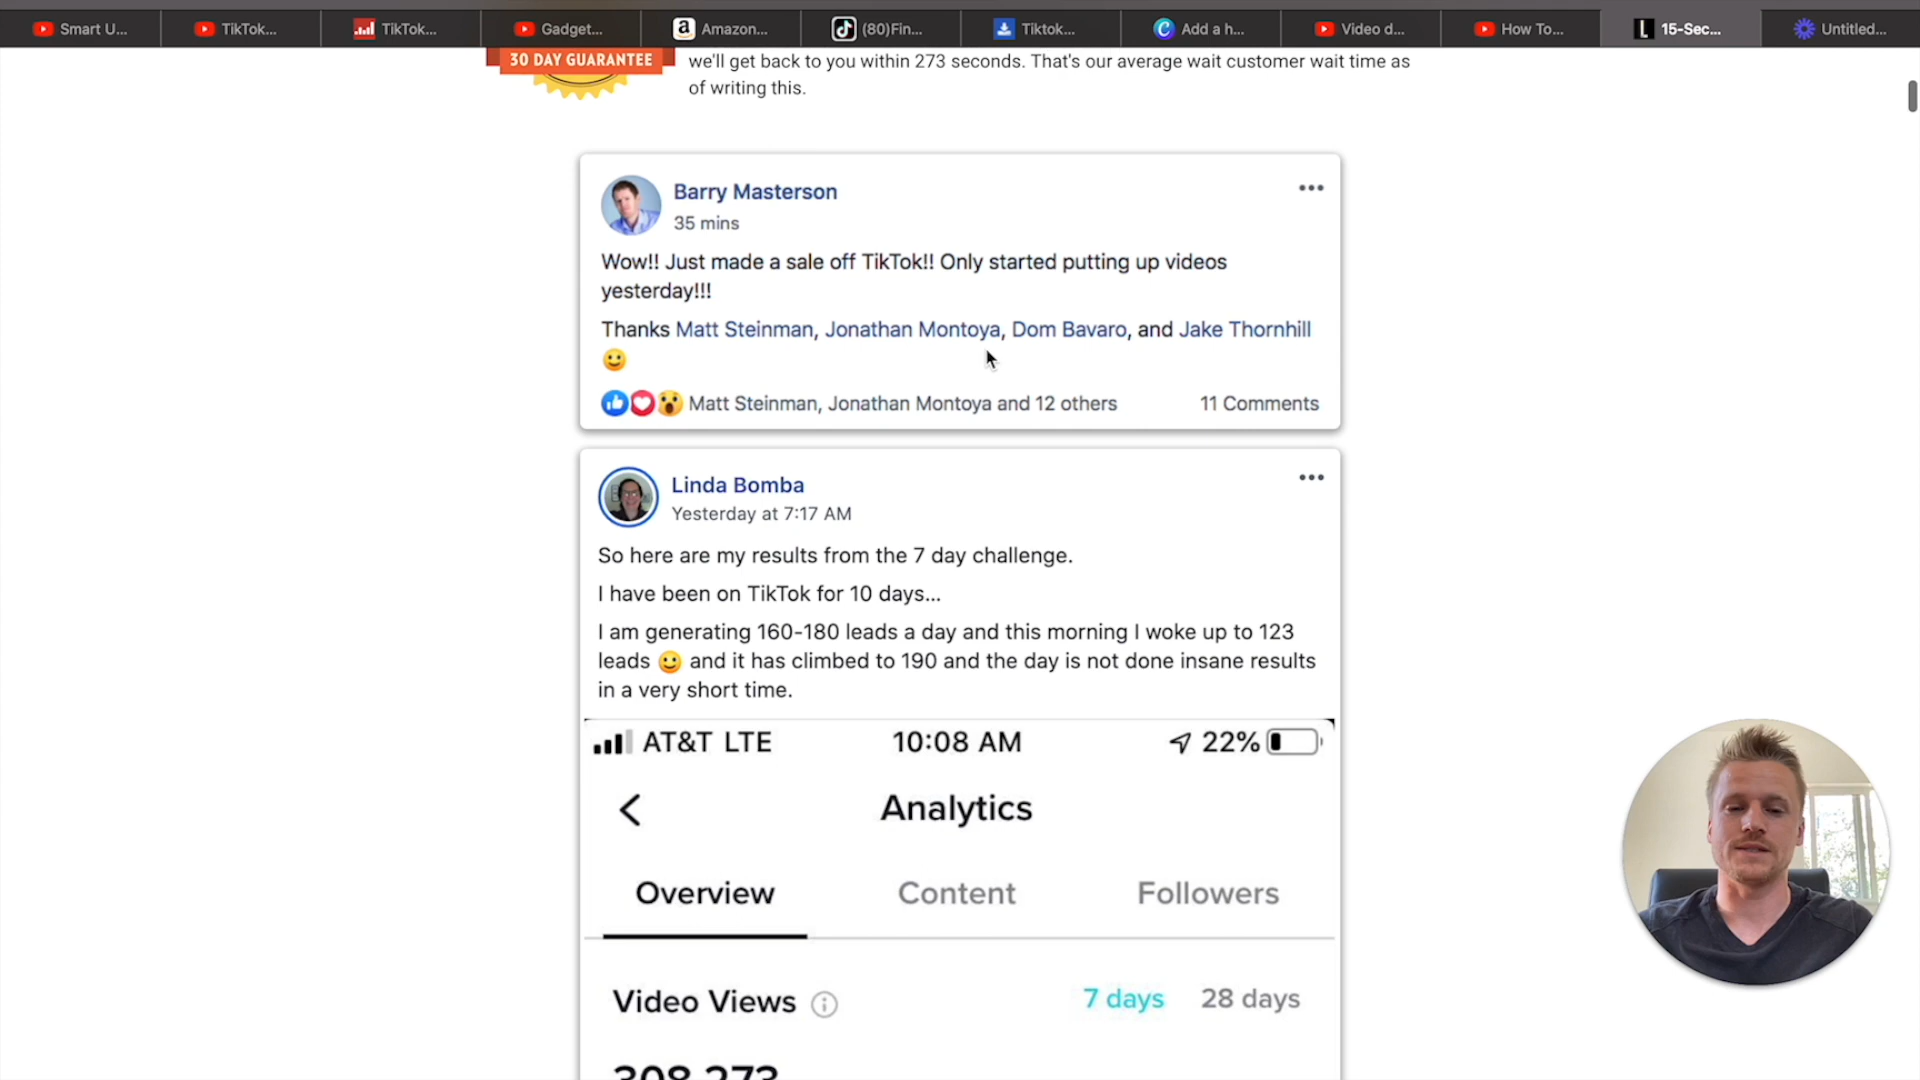 Smart U...
TikTok...
TikTok...
Gadget...
Amazon...
(80)Fin...
Tiktok...
Add a h...
Video d...
How To...
15-Sec...
Untitled...
30 DAY GUARANTEE
we'll get back to you within 273 seconds. That's our average wait customer wait time as
of writing this.
Barry Masterson
35 mins
Wow!! Just made a sale off TikTok!! Only started putting up videos
yesterday!!!
Thanks Matt Steinman, Jonathan Montoya, Dom Bavaro, and Jake Thornhill
Matt Steinman, Jonathan Montoya and 12 others
11 Comments
Linda Bomba
Yesterday at 7:17 AM
So here are my results from the 7 day challenge.
I have been on TikTok for 10 days...
I am generating 160-180 leads a day and this morning I woke up to 123
leads and it has climbed to 190 and the day is not done insane results
in a very short time.
AT&T LTE
10:08 AM
22%
Analytics
Overview
Content
Followers
Video Views
7 days
28 days
308,273